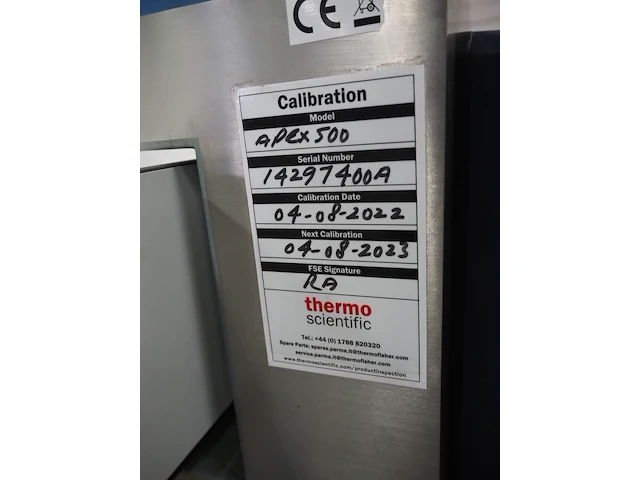 CE
Calibration
Model
APEX 500
Serial Number
14297400A
Calibration Date
04-08-2022
Next Calibration
04-08-2023
FSE Signature
RA
thermo
scientific
Tel.: +44 (0) 1788 820320
Spare Parts: spares.parma.it@thermofisher.com
service.parma.it@thermofisher.com
www.thermoscientific.com/productinspection